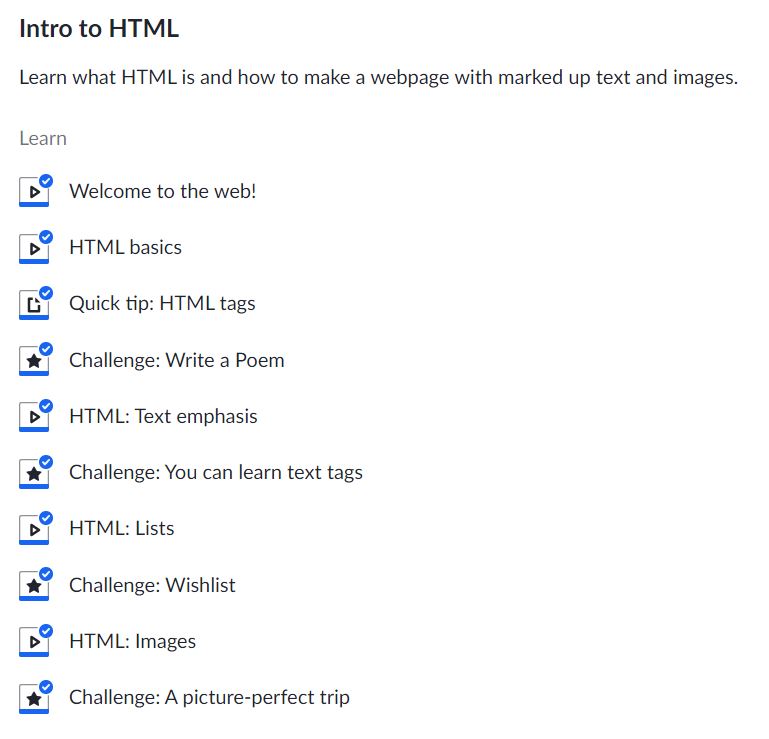 Intro to HTML
Learn what HTML is and how to make a webpage with marked up text and images.
Learn
Welcome to the web!
HTML basics
Quick tip: HTML tags
Challenge: Write a Poem
HTML: Text emphasis
Challenge: You can learn text tags
HTML: Lists
Challenge: Wishlist
HTML: Images
Challenge: A picture-perfect trip